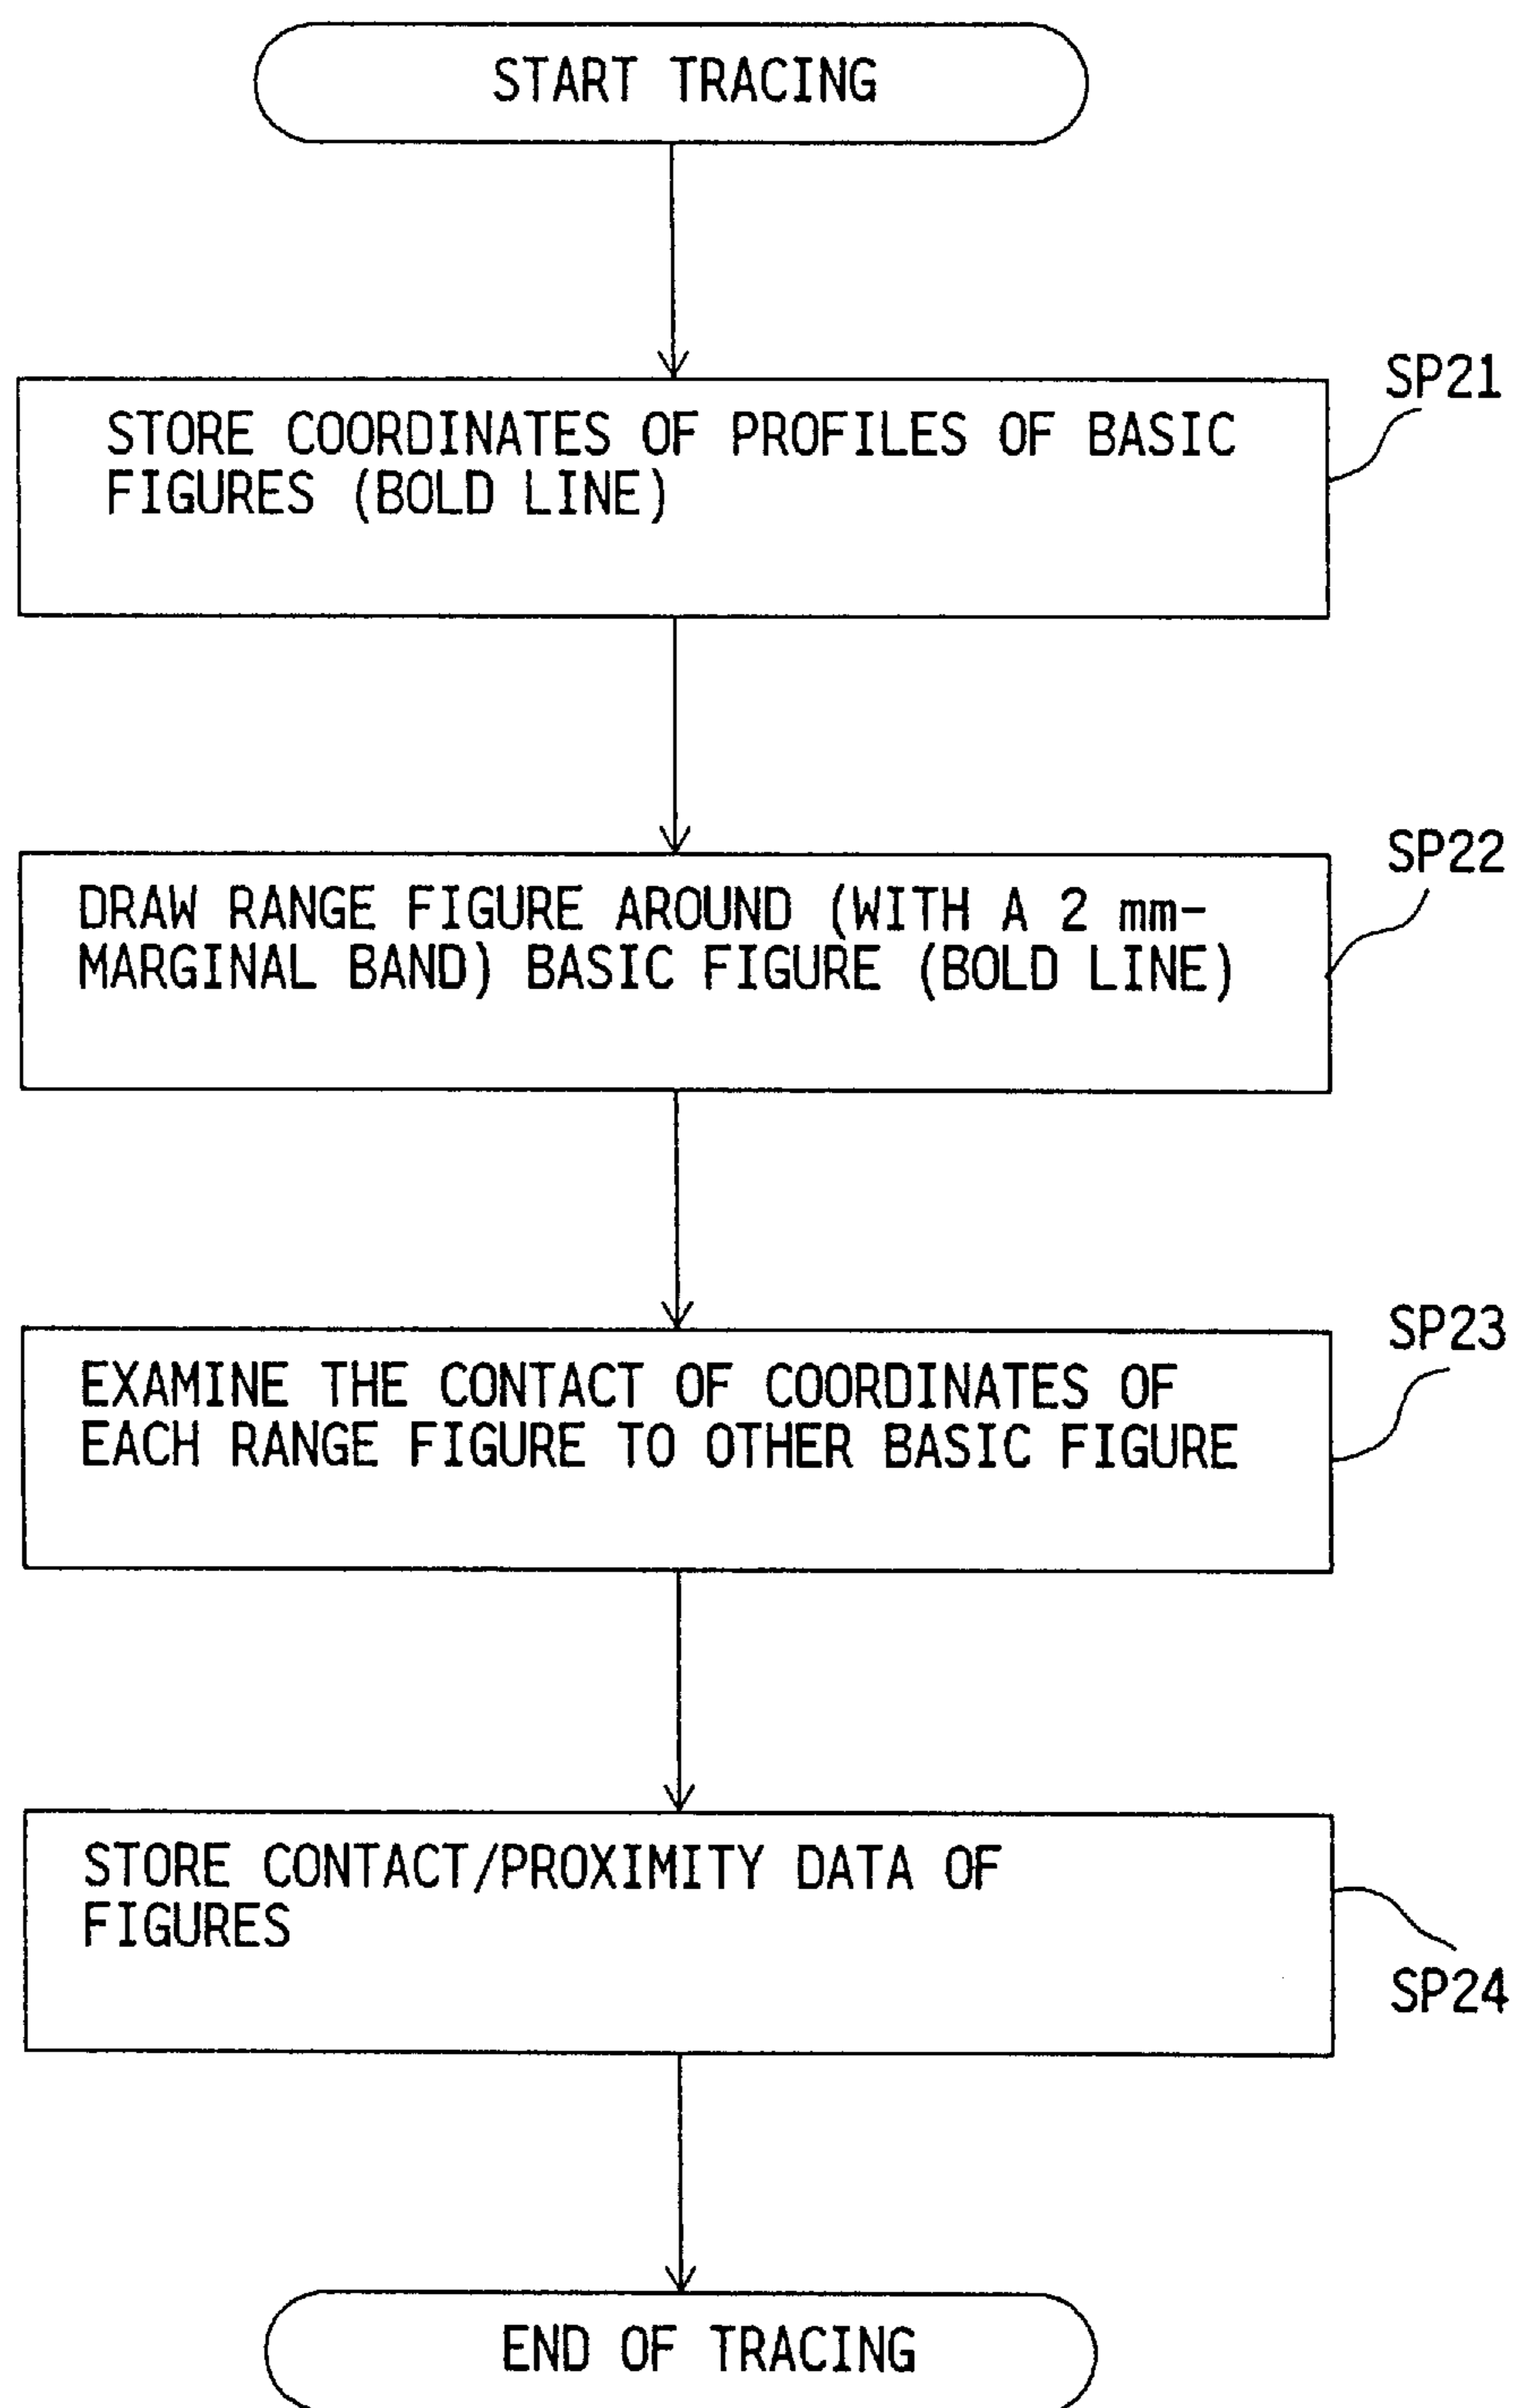 START TRACING
SP21
STORE COORDINATES OF PROFILES OF BASIC
FIGURES (BOLD LINE)
SP22
DRAW RANGE FIGURE AROUND (WITH A 2 mm-
MARGINAL BAND) BASIC FIGURE (BOLD LINE)
SP23
EXAMINE THE CONTACT OF COORDINATES OF
EACH RANGE FIGURE TO OTHER BASIC FIGURE
STORE CONTACT/PROXIMITY DATA OF
FIGURES
SP24
END OF TRACING